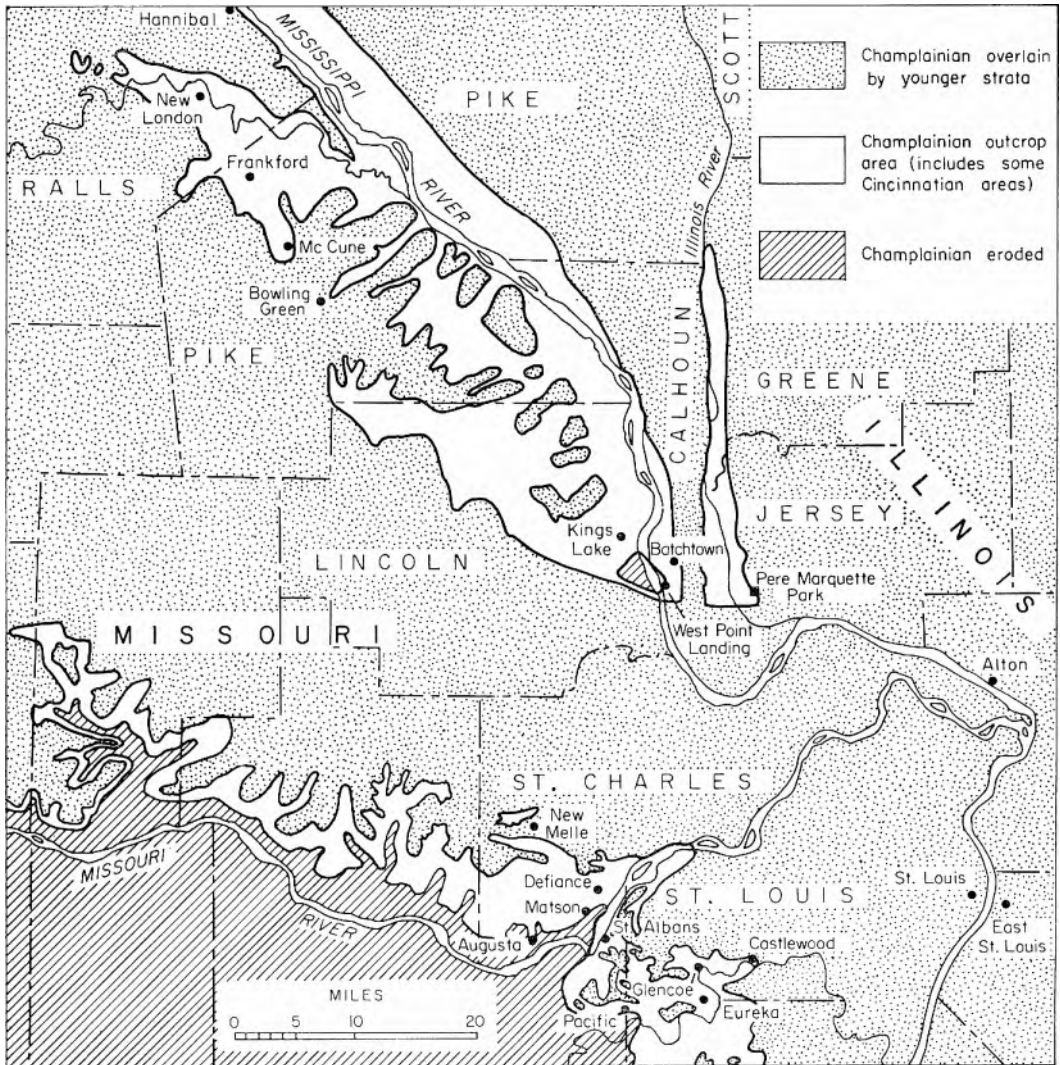 Hannibal
MISSISSIPPI
RIVER
PIKE
SCOTT
Illinois River
Champlainian overlain
by younger strata
Champlainian outcrop
area (includes some
Cincinnatian areas)
Champlainian eroded
New
London
Frankford
RALLS
Mc Cune
Bowling
Green
PIKE
CALHOUN
GREENE
ILLINOIS
JERSEY
Kings
Lake
Batchtown
LINCOLN
Pere Marquette
Park
West Point
Landing
MISSOURI
Alton
ST. CHARLES
New
Melle
MISSOURI
RIVER
Defiance
Matson
ST. LOUIS
St. Louis
East
St. Louis
Augusta
St. Albans
Castlewood
Glencoe
Eureka
Pacific
MILES
0 5 10 20